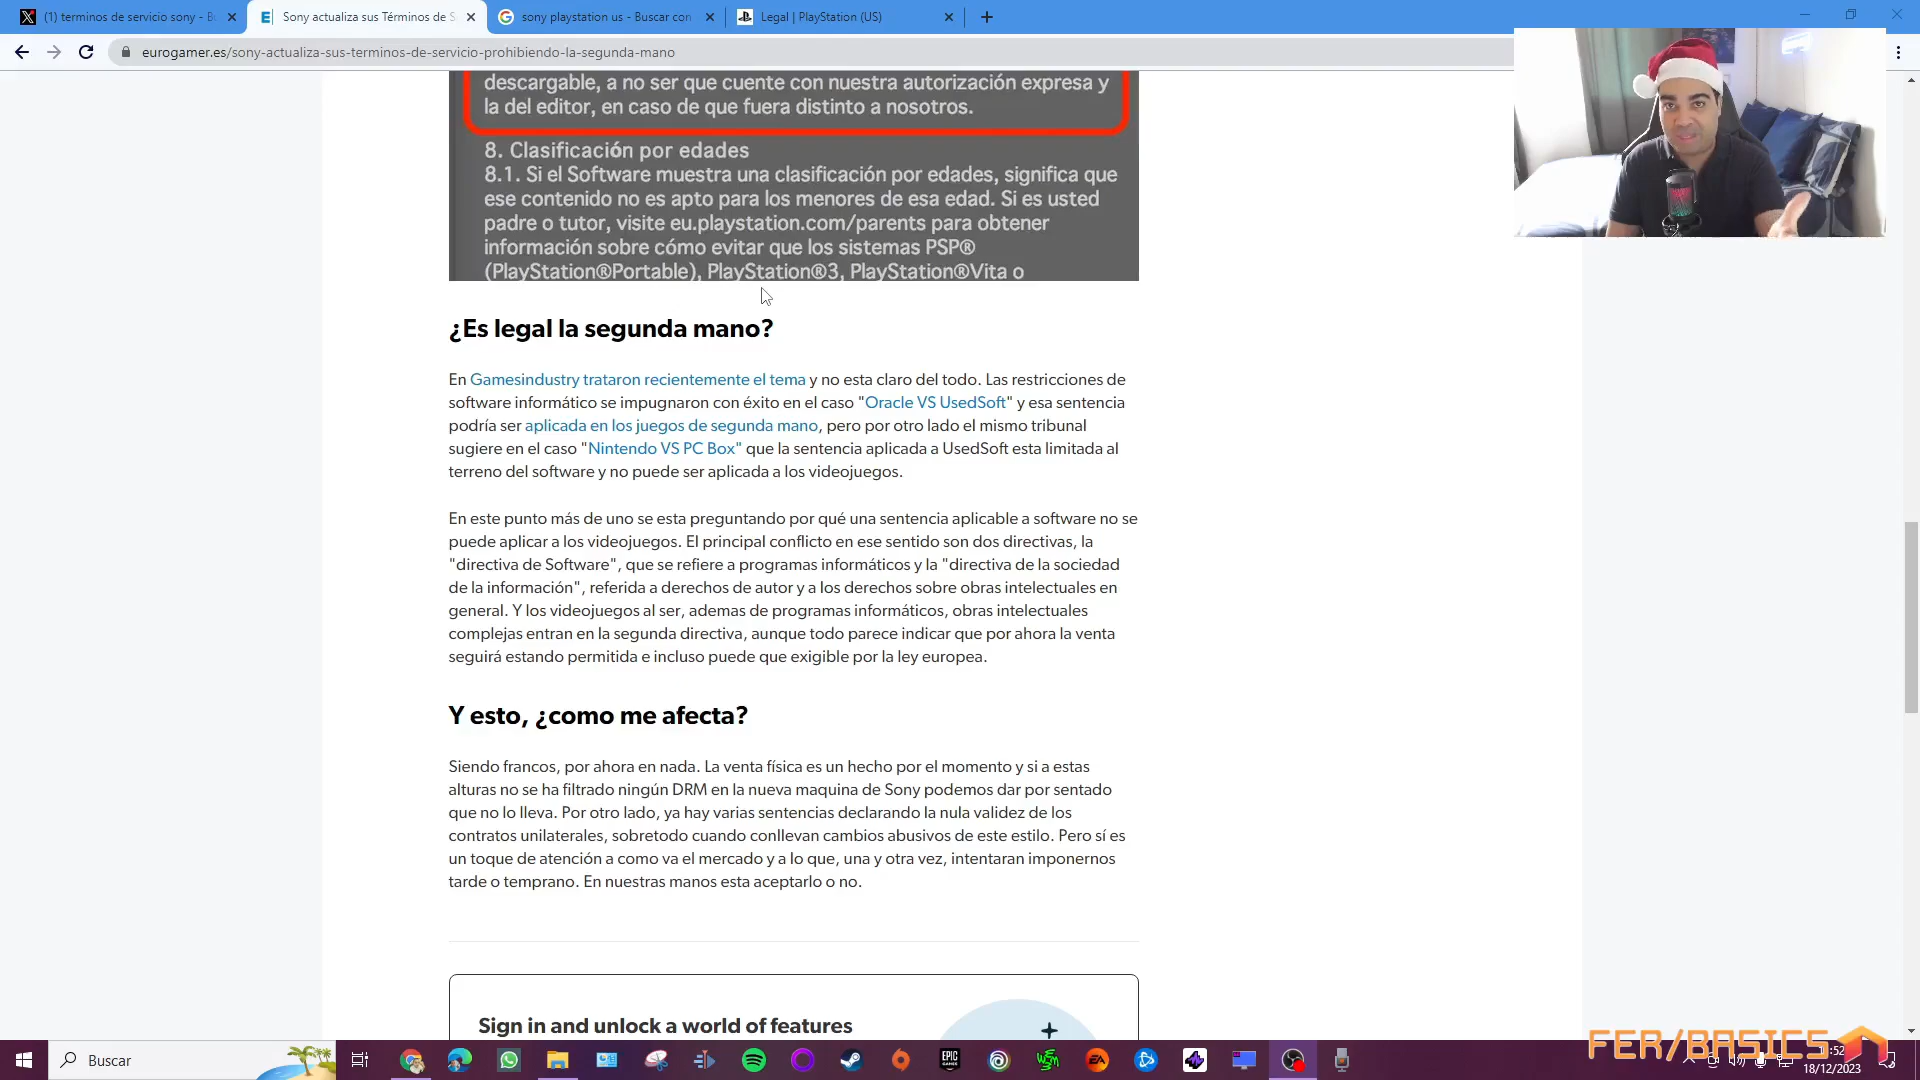 (1) terminos de servicio sony - Bu
Sony actualiza sus Términos de S
sony playstation us - Buscar con
Legal | PlayStation (US)
eurogamer.es/sony-actualiza-sus-terminos-de-servicio-prohibiendo-la-segunda-mano
descargable, a no ser que cuente con nuestra autorización expresa y
la del editor, en caso de que fuera distinto a nosotros.
8. Clasificación por edades
8.1. Si el Software muestra una clasificación por edades, significa que
ese contenido no es apto para los menores de esa edad. Si es usted
padre o tutor, visite eu.playstation.com/parents para obtener
información sobre cómo evitar que los sistemas PSP®
(PlayStation®Portable), PlayStation®3, PlayStation®Vita o
¿Es legal la segunda mano?
En Gamesindustry trataron recientemente el tema y no esta claro del todo. Las restricciones de
software informático se impugnaron con éxito en el caso "Oracle VS UsedSoft" y esa sentencia
podría ser aplicada en los juegos de segunda mano, pero por otro lado el mismo tribunal
sugiere en el caso "Nintendo VS PC Box" que la sentencia aplicada a UsedSoft esta limitada al
terreno del software y no puede ser aplicada a los videojuegos.
En este punto más de uno se esta preguntando por qué una sentencia aplicable a software no se
puede aplicar a los videojuegos. El principal conflicto en ese sentido son dos directivas, la
"directiva de Software", que se refiere a programas informáticos y la "directiva de la sociedad
de la información", referida a derechos de autor y a los derechos sobre obras intelectuales en
general. Y los videojuegos al ser, ademas de programas informáticos, obras intelectuales
complejas entran en la segunda directiva, aunque todo parece indicar que por ahora la venta
seguirá estando permitida e incluso puede que exigible por la ley europea.
Y esto, ¿como me afecta?
Siendo francos, por ahora en nada. La venta física es un hecho por el momento y si a estas
alturas no se ha filtrado ningún DRM en la nueva maquina de Sony podemos dar por sentado
que no lo lleva. Por otro lado, ya hay varias sentencias declarando la nula validez de los
contratos unilaterales, sobretodo cuando conllevan cambios abusivos de este estilo. Pero sí es
un toque de atención a como va el mercado y a lo que, una y otra vez, intentaran imponernos
tarde o temprano. En nuestras manos esta aceptarlo o no.
Sign in and unlock a world of features
Buscar
EPIC
GAMES
EA
FER/BASICS
:52
18/12/2023